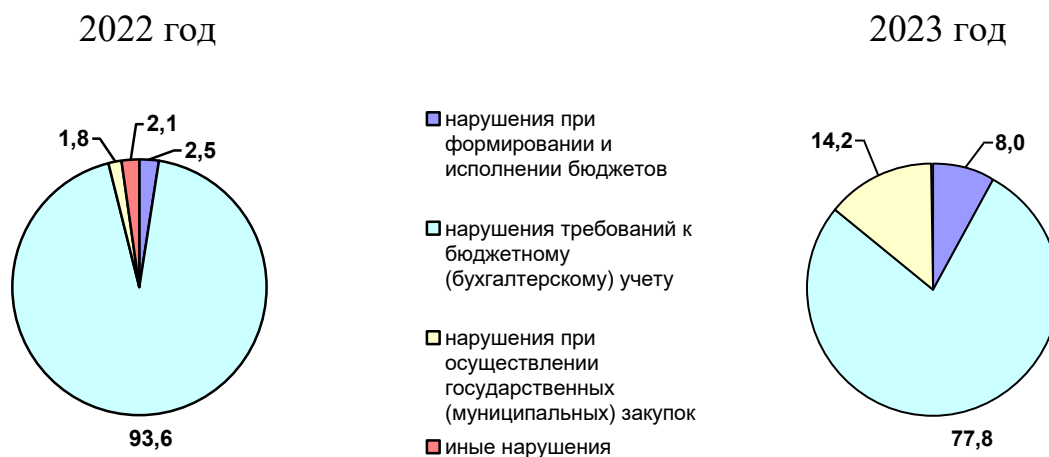 2022 год
2023 год
2,1
1,8
2,5
93,6
нарушения при
формировании и
исполнении бюджетов
нарушения требований к
бюджетному
(бухгалтерскому) учету
нарушения при
осуществлении
государственных
(муниципальных) закупок
иные нарушения
14,2
8,0
77,8